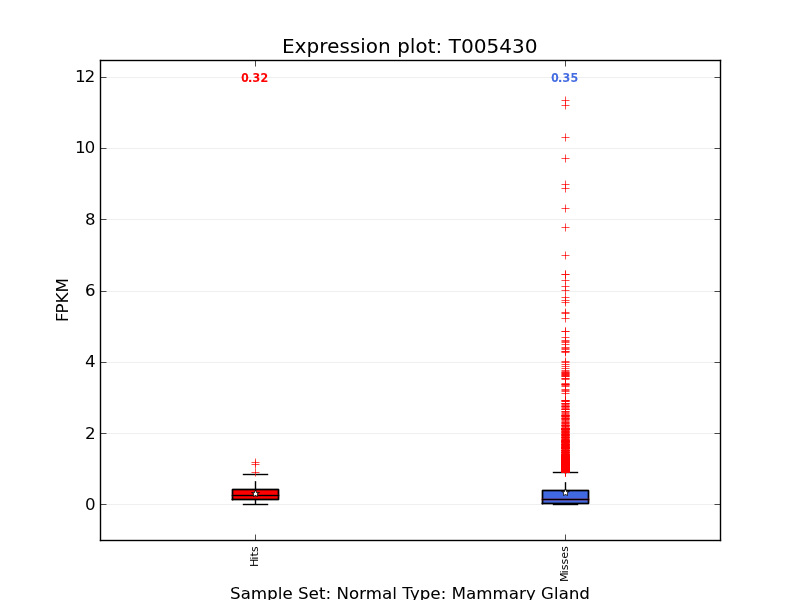 Expression plot: T005430
0.32
0.35
12
10
8
6
4
2
0
FPKM
Hits
Misses
Sample Set: Normal Type: Mammary Gland